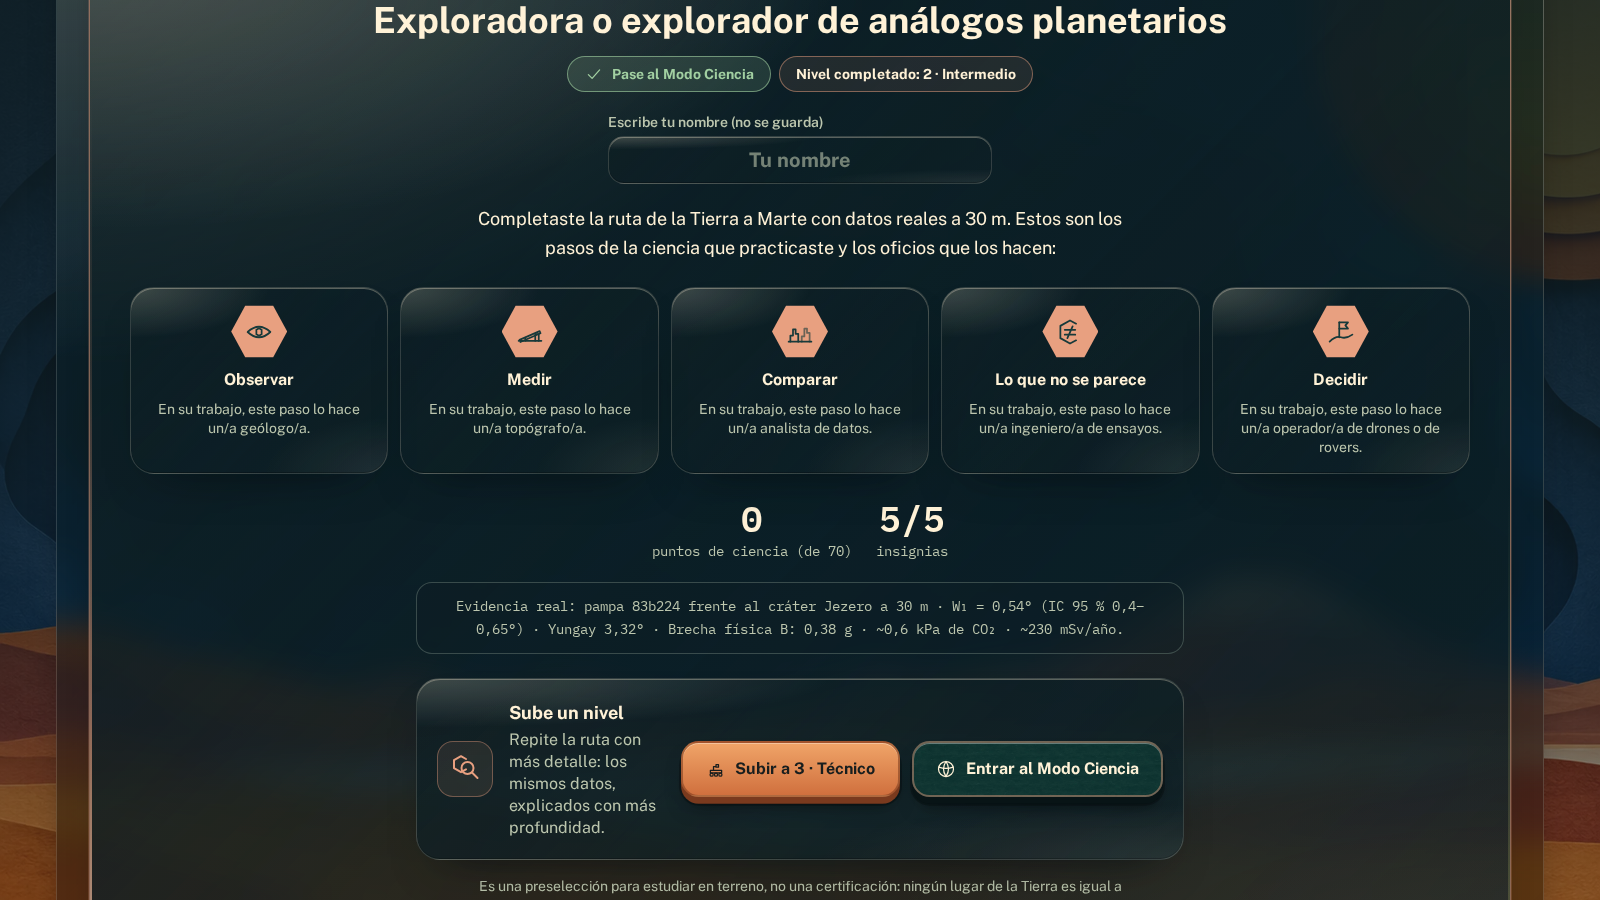 Exploradora o explorador de análogos planetarios
Pase al Modo Ciencia
Nivel completado: 2 · Intermedio
Escribe tu nombre (no se guarda)
Tu nombre
Completaste la ruta de la Tierra a Marte con datos reales a 30 m. Estos son los
pasos de la ciencia que practicaste y los oficios que los hacen:
Observar
En su trabajo, este paso lo hace
un/a geólogo/a.
Medir
En su trabajo, este paso lo hace
un/a topógrafo/a.
Comparar
En su trabajo, este paso lo hace
un/a analista de datos.
Lo que no se parece
En su trabajo, este paso lo hace
un/a ingeniero/a de ensayos.
Decidir
En su trabajo, este paso lo hace
un/a operador/a de drones o de
rovers.
0
puntos de ciencia (de 70)
5/5
insignias
Evidencia real: pampa 83b224 frente al cráter Jezero a 30 m · W₁ = 0,54° (IC 95 % 0,4–
0,65°) · Yungay 3,32° · Brecha física B: 0,38 g · ~0,6 kPa de CO₂ · ~230 mSv/año.
Sube un nivel
Repite la ruta con
más detalle: los
mismos datos,
explicados con más
profundidad.
Subir a 3 · Técnico
Entrar al Modo Ciencia
Es una preselección para estudiar en terreno, no una certificación: ningún lugar de la Tierra es igual a